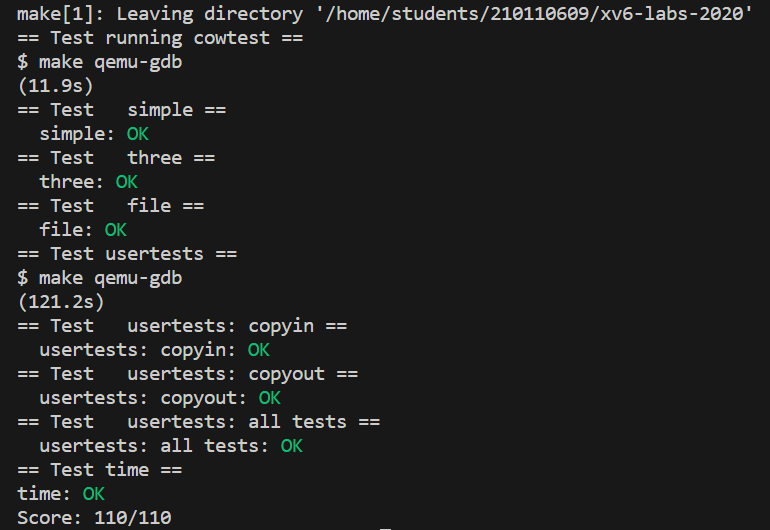 make[1]: Leaving directory '/home/students/210110609/xv6-labs-2020'
== Test running cowtest ==
$ make qemu-gdb
(11.9s)
== Test   simple ==
  simple: OK
== Test   three ==
  three: OK
== Test   file ==
  file: OK
== Test usertests ==
$ make qemu-gdb
(121.2s)
== Test   usertests: copyin ==
  usertests: copyin: OK
== Test   usertests: copyout ==
  usertests: copyout: OK
== Test   usertests: all tests ==
  usertests: all tests: OK
== Test time ==
time: OK
Score: 110/110